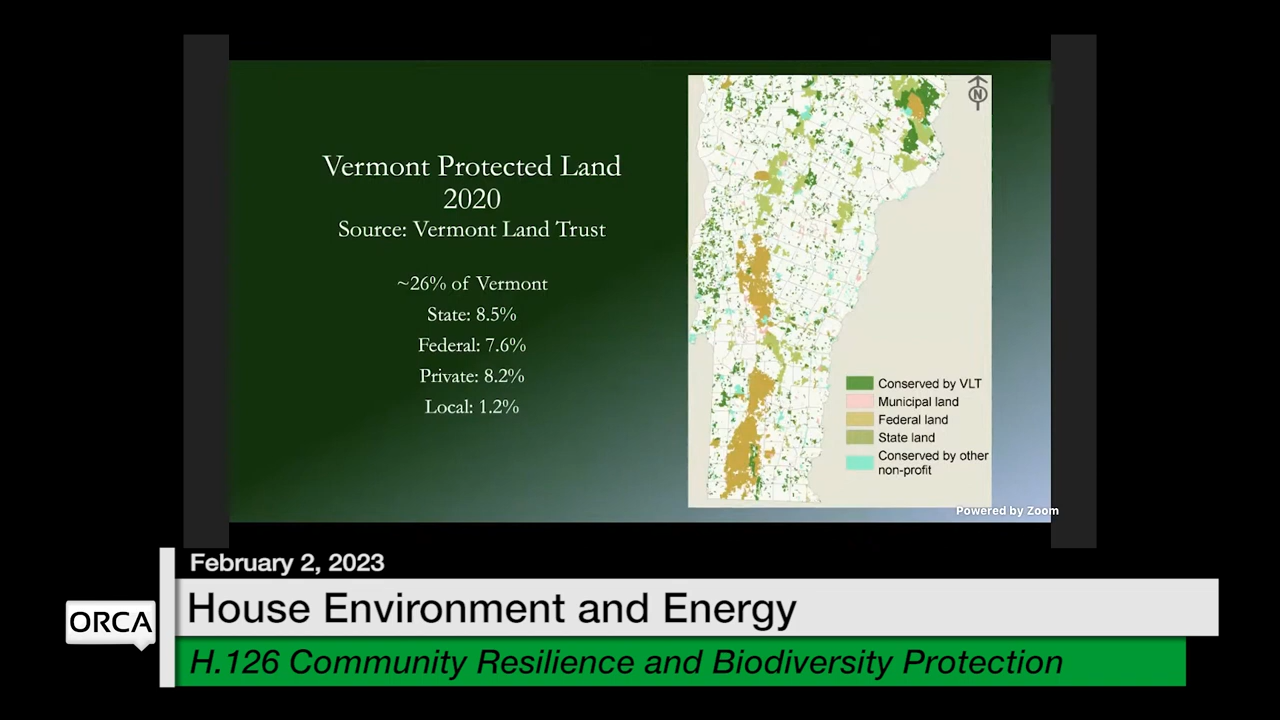 Vermont Protected Land
2020
Source: Vermont Land Trust
~26% of Vermont
State: 8.5%
Federal: 7.6%
Private: 8.2%
Local: 1.2%
N
Conserved by VLT
Municipal land
Federal land
State land
Conserved by other
non-profit
Powered by Zoom
February 2, 2023
House Environment and Energy
ORCA
H.126 Community Resilience and Biodiversity Protection